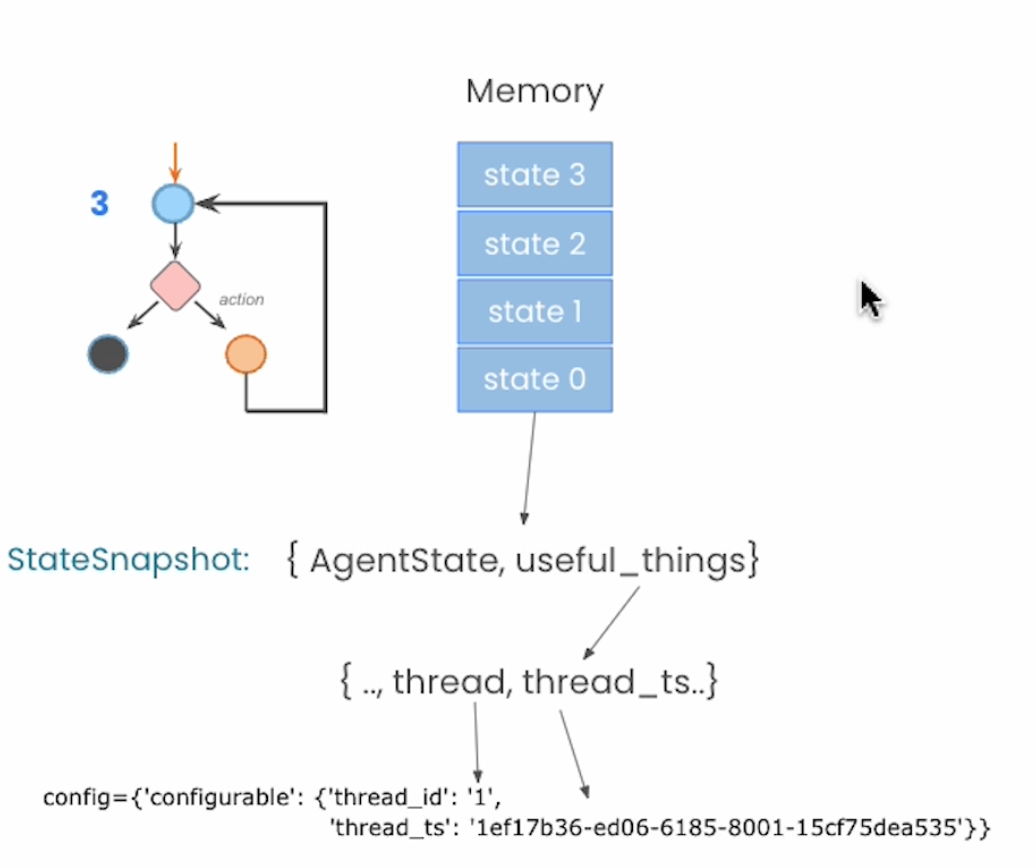 Memory
state 3
3
state 2
action
state 1
state 0
StateSnapshot: { AgentState, useful_things}
{ .., thread, thread_ts..}
config={'configurable': {'thread_id': '1',
'thread_ts': '1ef17b36-ed06-6185-8001-15cf75dea535'}}